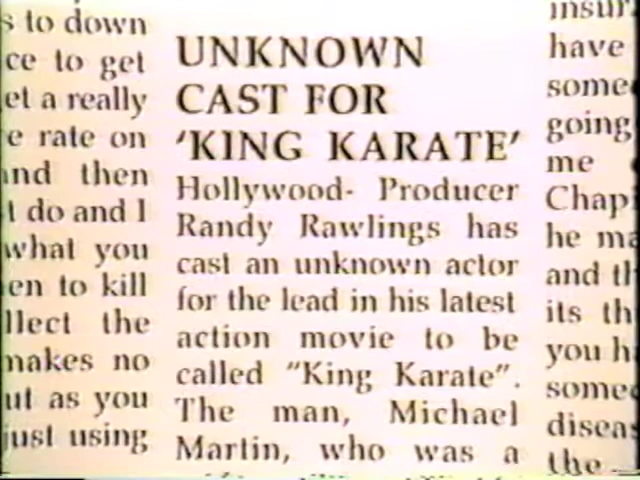 s to down
ce to get
et a really
e rate on
and then
t do and I
what you
en to kill
llect the
makes no
ut as you
just using
UNKNOWN
CAST FOR
'KING KARATE'
Hollywood- Producer
Randy Rawlings has
cast an unknown actor
for the lead in his latest
action movie to be
called "King Karate".
The man, Michael
Martin, who was a
insur
have
some
going
me
Chap
he ma
and th
its th
you h
some
diseas
the